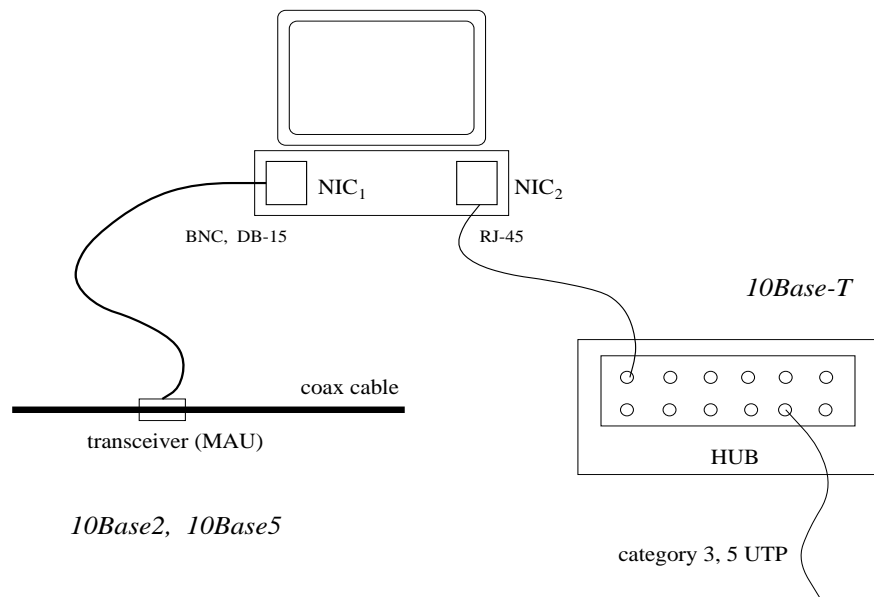 NIC₁
NIC₂
BNC, DB-15
RJ-45
10Base-T
coax cable
transceiver (MAU)
HUB
10Base2, 10Base5
category 3, 5 UTP